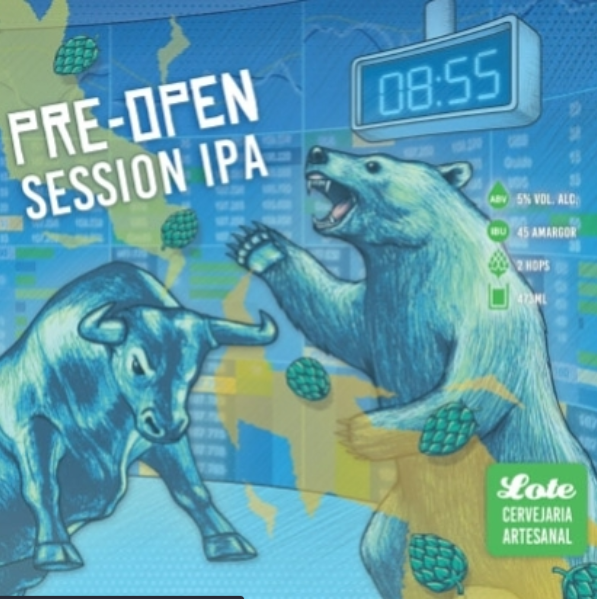 08:55
PRE-OPEN
SESSION IPA
ABV 5% VOL. ALC.
IBU 45 AMARGOR
2 HOPS
473ML
Lote
CERVEJARIA
ARTESANAL